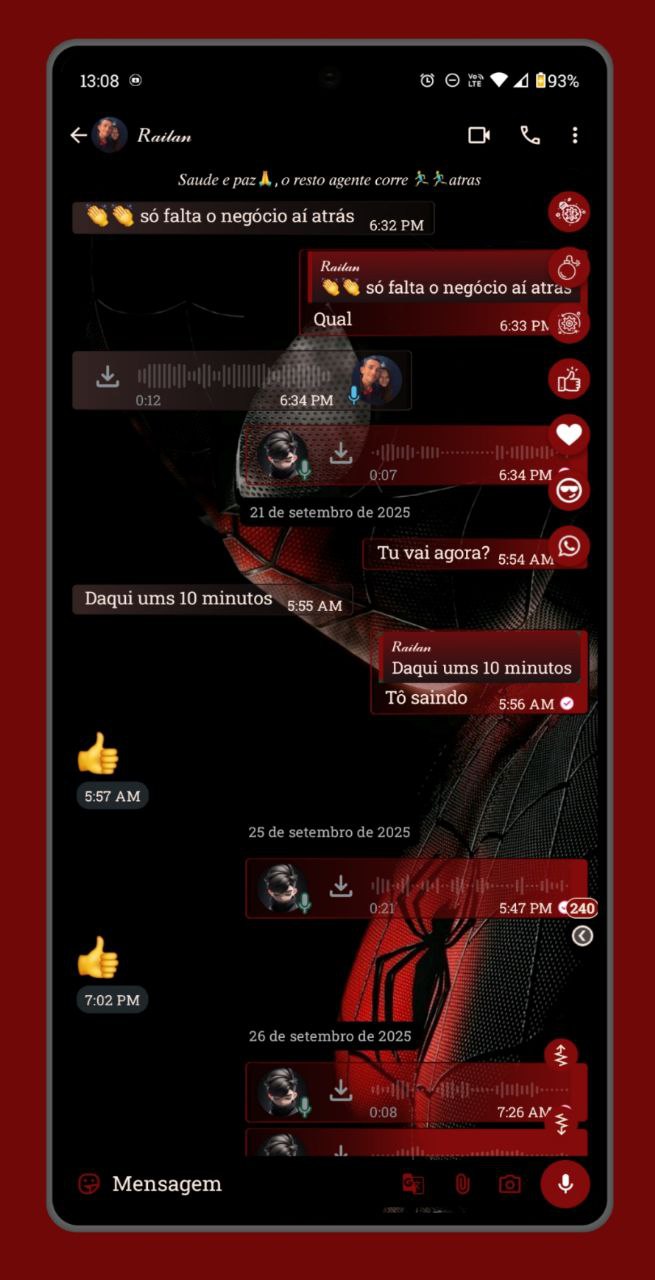 13:08
VoLTE
93%
Railan
Saude e paz🙏,o resto agente corre 🏃‍♂️🏃‍♂️atras
👏👏 só falta o negócio aí atrás 6:32 PM
Railan
👏👏 só falta o negócio aí atrás
Qual 6:33 PM
0:12 6:34 PM
0:07 6:34 PM
21 de setembro de 2025
Tu vai agora? 5:54 AM
Daqui ums 10 minutos 5:55 AM
Railan
Daqui ums 10 minutos
Tô saindo 5:56 AM
👍
5:57 AM
25 de setembro de 2025
0:21 5:47 PM
240
👍
7:02 PM
26 de setembro de 2025
0:08 7:26 AM
Mensagem